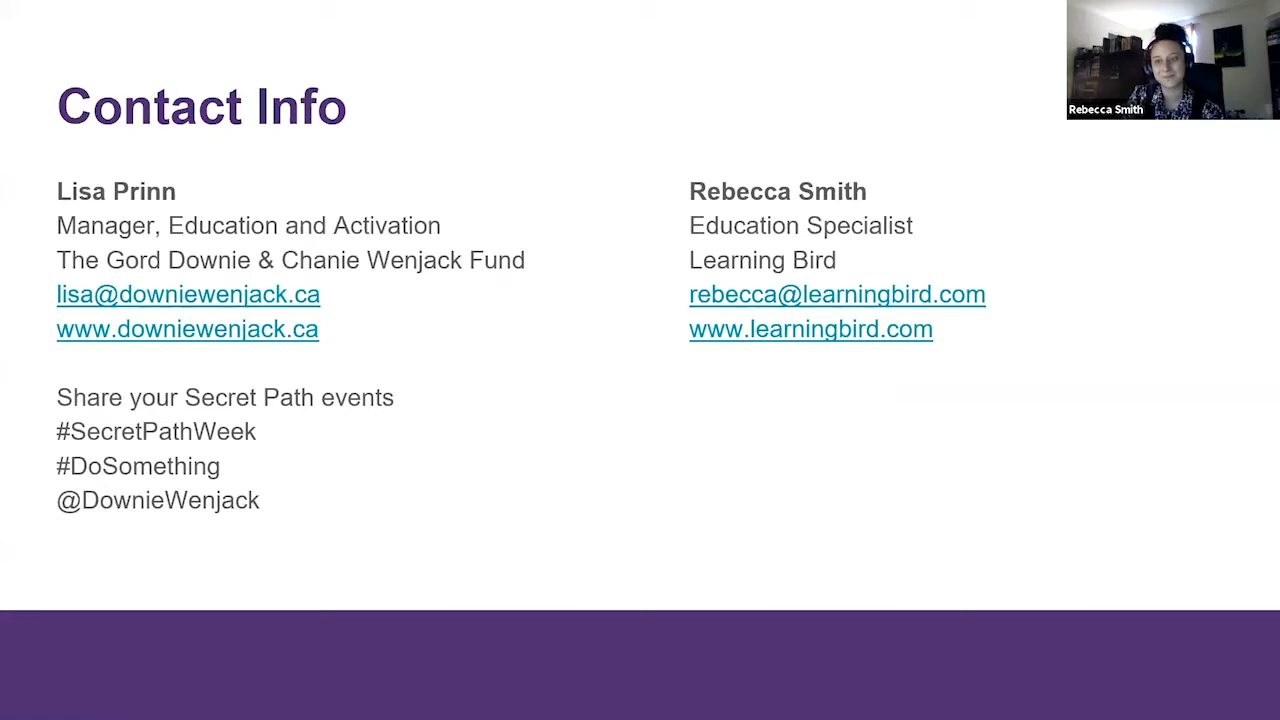 Contact Info
Rebecca Smith
Lisa Prinn
Manager, Education and Activation
The Gord Downie & Chanie Wenjack Fund
lisa@downiewenjack.ca
www.downiewenjack.ca
Share your Secret Path events
#SecretPathWeek
#DoSomething
@DownieWenjack
Rebecca Smith
Education Specialist
Learning Bird
rebecca@learningbird.com
www.learningbird.com